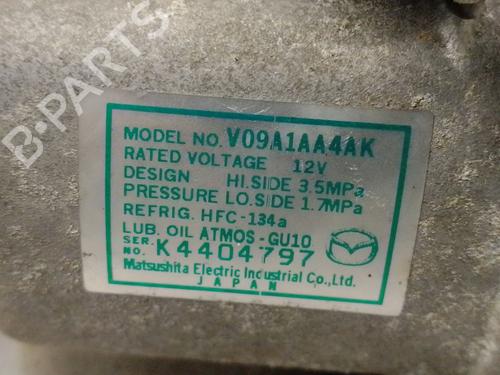 B-PARTS
MODEL NO. V09A1AA4AK
RATED VOLTAGE 12V
DESIGN HI.SIDE 3.5MPa
PRESSURE LO.SIDE 1.7MPa
REFRIG. HFC-134a
LUB. OIL ATMOS-GU10
SER. NO. K4404797
Matsushita Electric Industrial Co.,Ltd.
JAPAN